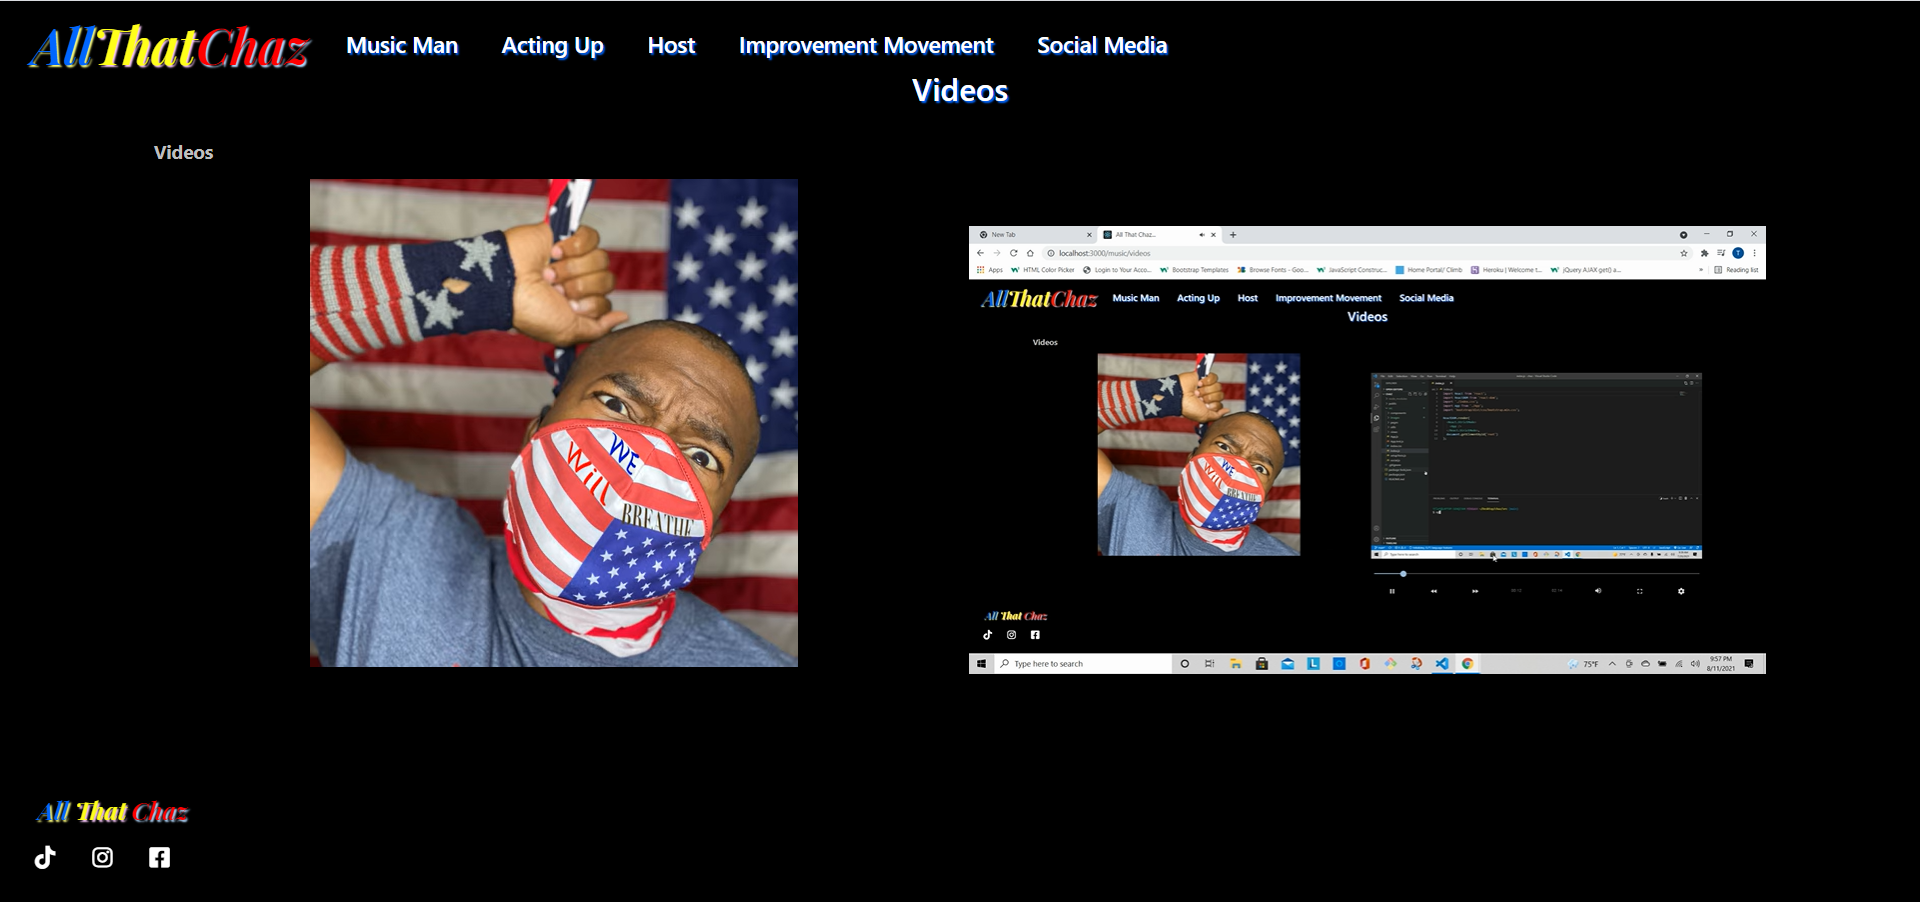 AllThatChaz Music Man Acting Up Host Improvement Movement Social Media
Videos
Videos
WE
Will
BREATHE
New Tab
All That Chaz...
localhost:3000/music/videos
Apps HTML Color Picker Login to Your Acco... Bootstrap Templates Browse Fonts - Goo... JavaScript Construc... Home Portal/ Climb Heroku | Welcome t... jQuery AJAX get() a... » Reading list
AllThatChaz Music Man Acting Up Host Improvement Movement Social Media
Videos
Videos
WE
Will
BREATHE
All That Chaz
Type here to search
75°F
9:57 PM
8/11/2021
All That Chaz